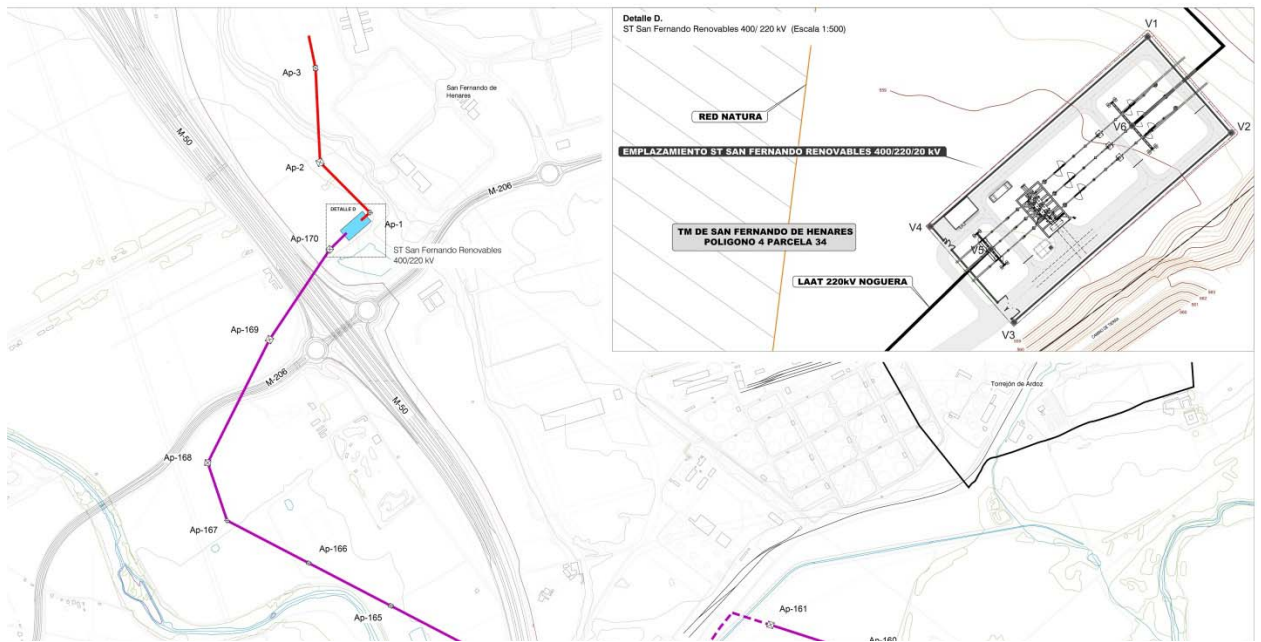 Ap-3
San Fernando de
Henares
M-50
Ap-2
M-206
DETALLE D
Ap-1
Ap-170
ST San Fernando Renovables
400/220 kV
Ap-169
M-206
M-50
Ap-168
Ap-167
Ap-166
Ap-165
Detalle D.
ST San Fernando Renovables 400/ 220 kV (Escala 1:500)
V1
RED NATURA
V6
V2
EMPLAZAMIENTO ST SAN FERNANDO RENOVABLES 400/220/20 kV
V4
TM DE SAN FERNANDO DE HENARES
POLIGONO 4 PARCELA 34
V5
LAAT 220kV NOGUERA
V3
CAMINO DE TIERRA
Torrejón de Ardoz
Ap-161
Ap-160